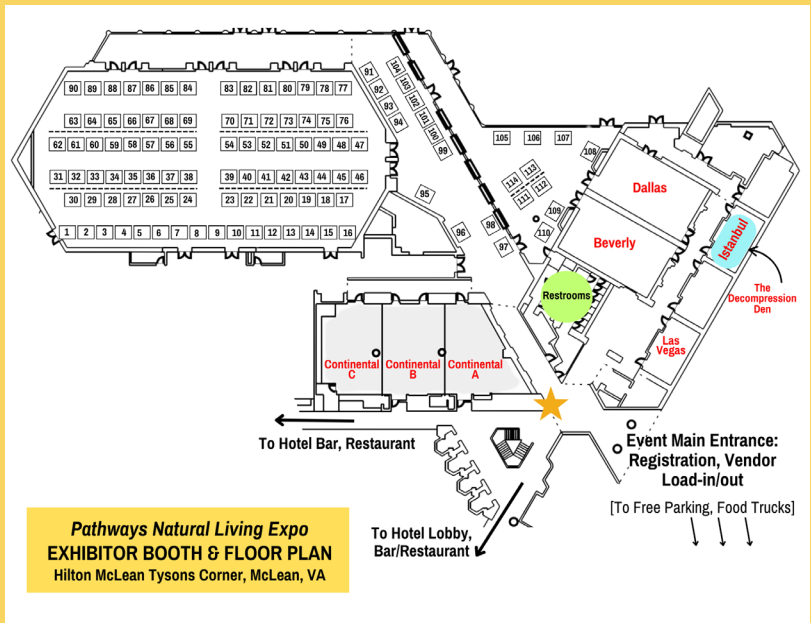 90 89 88 87 86 85 84 83 82 81 80 79 78 77
63 64 65 66 67 68 69 70 71 72 73 74 75 76
62 61 60 59 58 57 56 55 54 53 52 51 50 49 48 47
31 32 33 34 35 36 37 38 39 40 41 42 43 44 45 46
30 29 28 27 26 25 24 23 22 21 20 19 18 17
1 2 3 4 5 6 7 8 9 10 11 12 13 14 15 16
91
92
93
94
104
103
102
101
100
99
95
96
98
97
105 106 107
108
113
114
112
111
109
110
Dallas
Beverly
Istanbul
The
Decompression
Den
Las
Vegas
Restrooms
Continental
C
Continental
B
Continental
A
To Hotel Bar, Restaurant
Event Main Entrance:
Registration, Vendor
Load-in/out
[To Free Parking, Food Trucks]
To Hotel Lobby,
Bar/Restaurant
Pathways Natural Living Expo
EXHIBITOR BOOTH & FLOOR PLAN
Hilton McLean Tysons Corner, McLean, VA